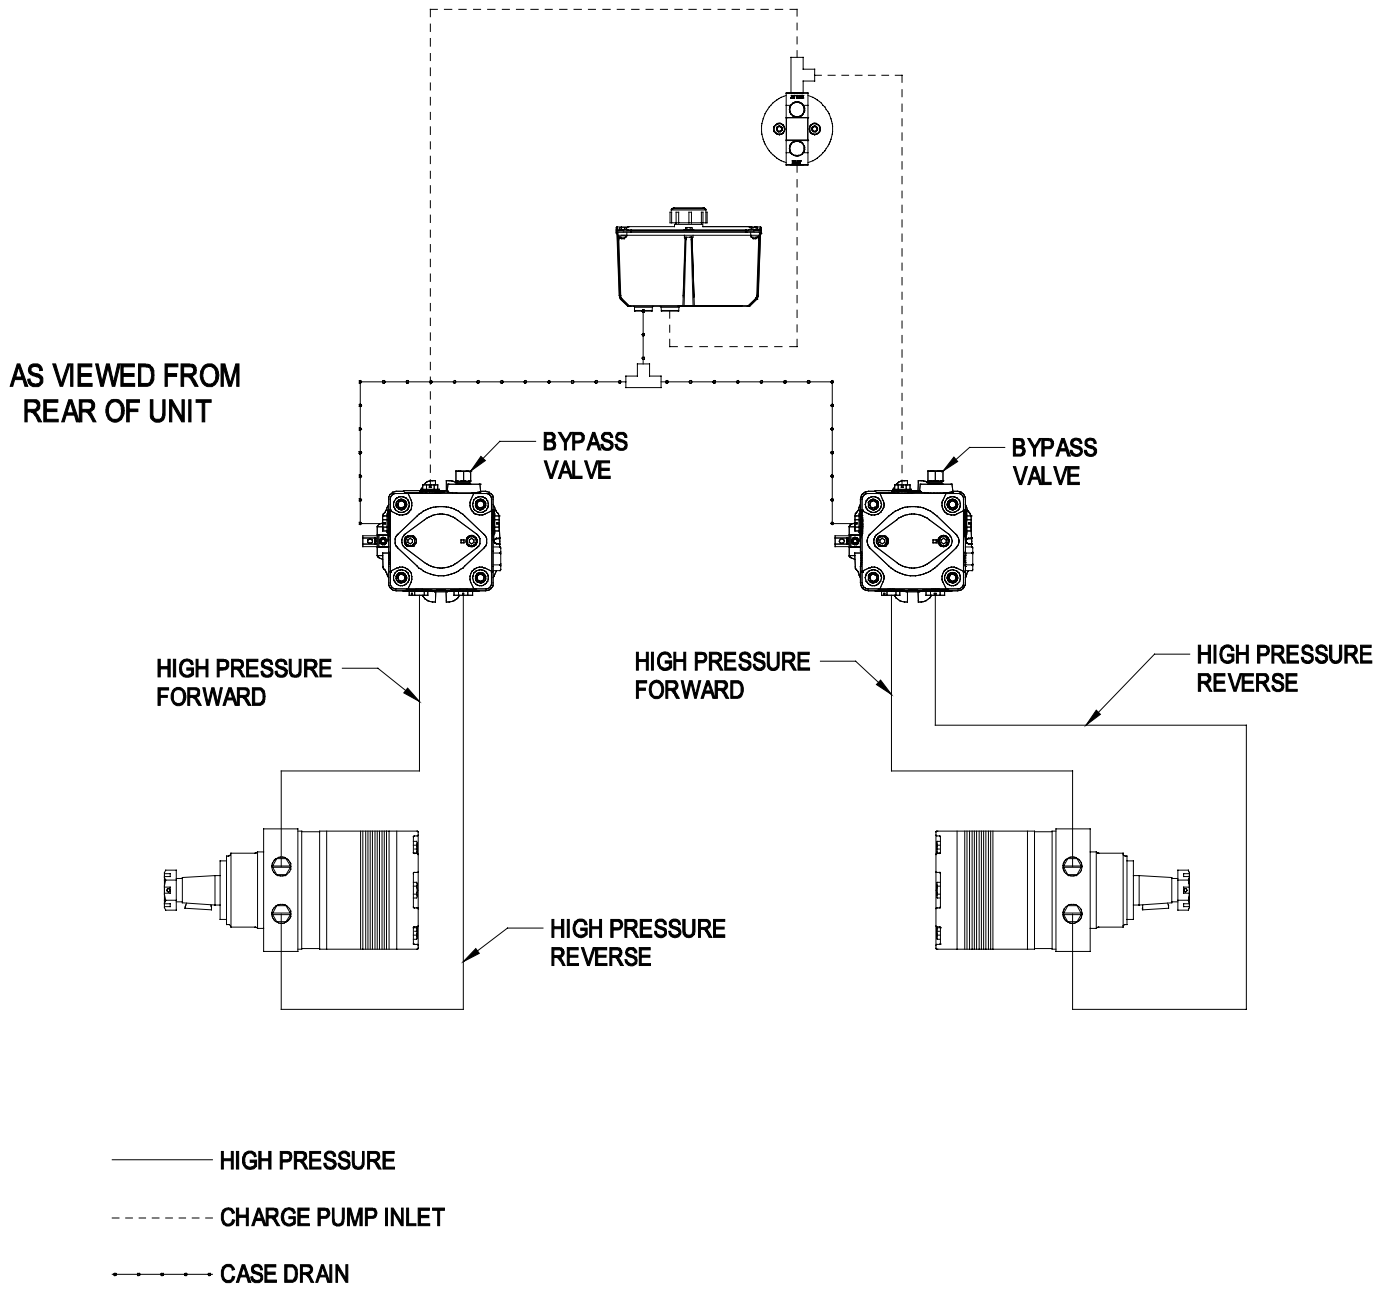 AS VIEWED FROM
REAR OF UNIT
BYPASS
VALVE
BYPASS
VALVE
HIGH PRESSURE
FORWARD
HIGH PRESSURE
FORWARD
HIGH PRESSURE
REVERSE
HIGH PRESSURE
REVERSE
HIGH PRESSURE
CHARGE PUMP INLET
CASE DRAIN